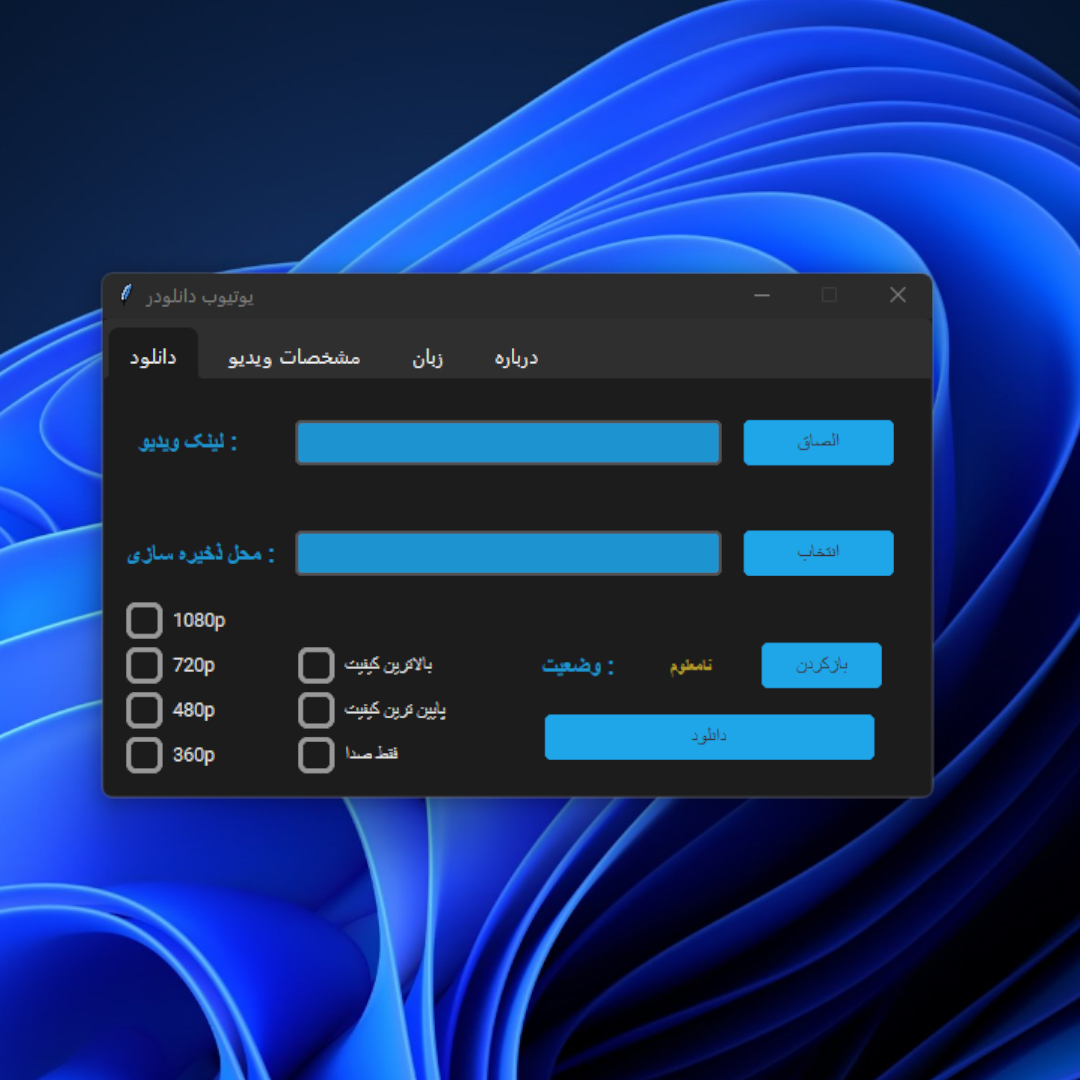 یوتیوب دانلودر
دانلود
مشخصات ویدیو
زبان
درباره
لینک ویدیو :
الصاق
محل ذخیره سازی :
انتخاب
1080p
720p
بالاترین کیفیت
وضعیت :
نامعلوم
بازکردن
480p
پایین ترین کیفیت
دانلود
360p
فقط صدا